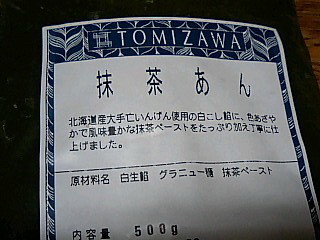 TOMIZAWA
抹茶あん
北海道産大手亡いんげん使用の白こし餡に、色あざや
かで風味豊かな抹茶ペーストをたっぷり加え丁寧に仕
上げました。
原材料名 白生餡 グラニュー糖 抹茶ペースト
内容量 500g